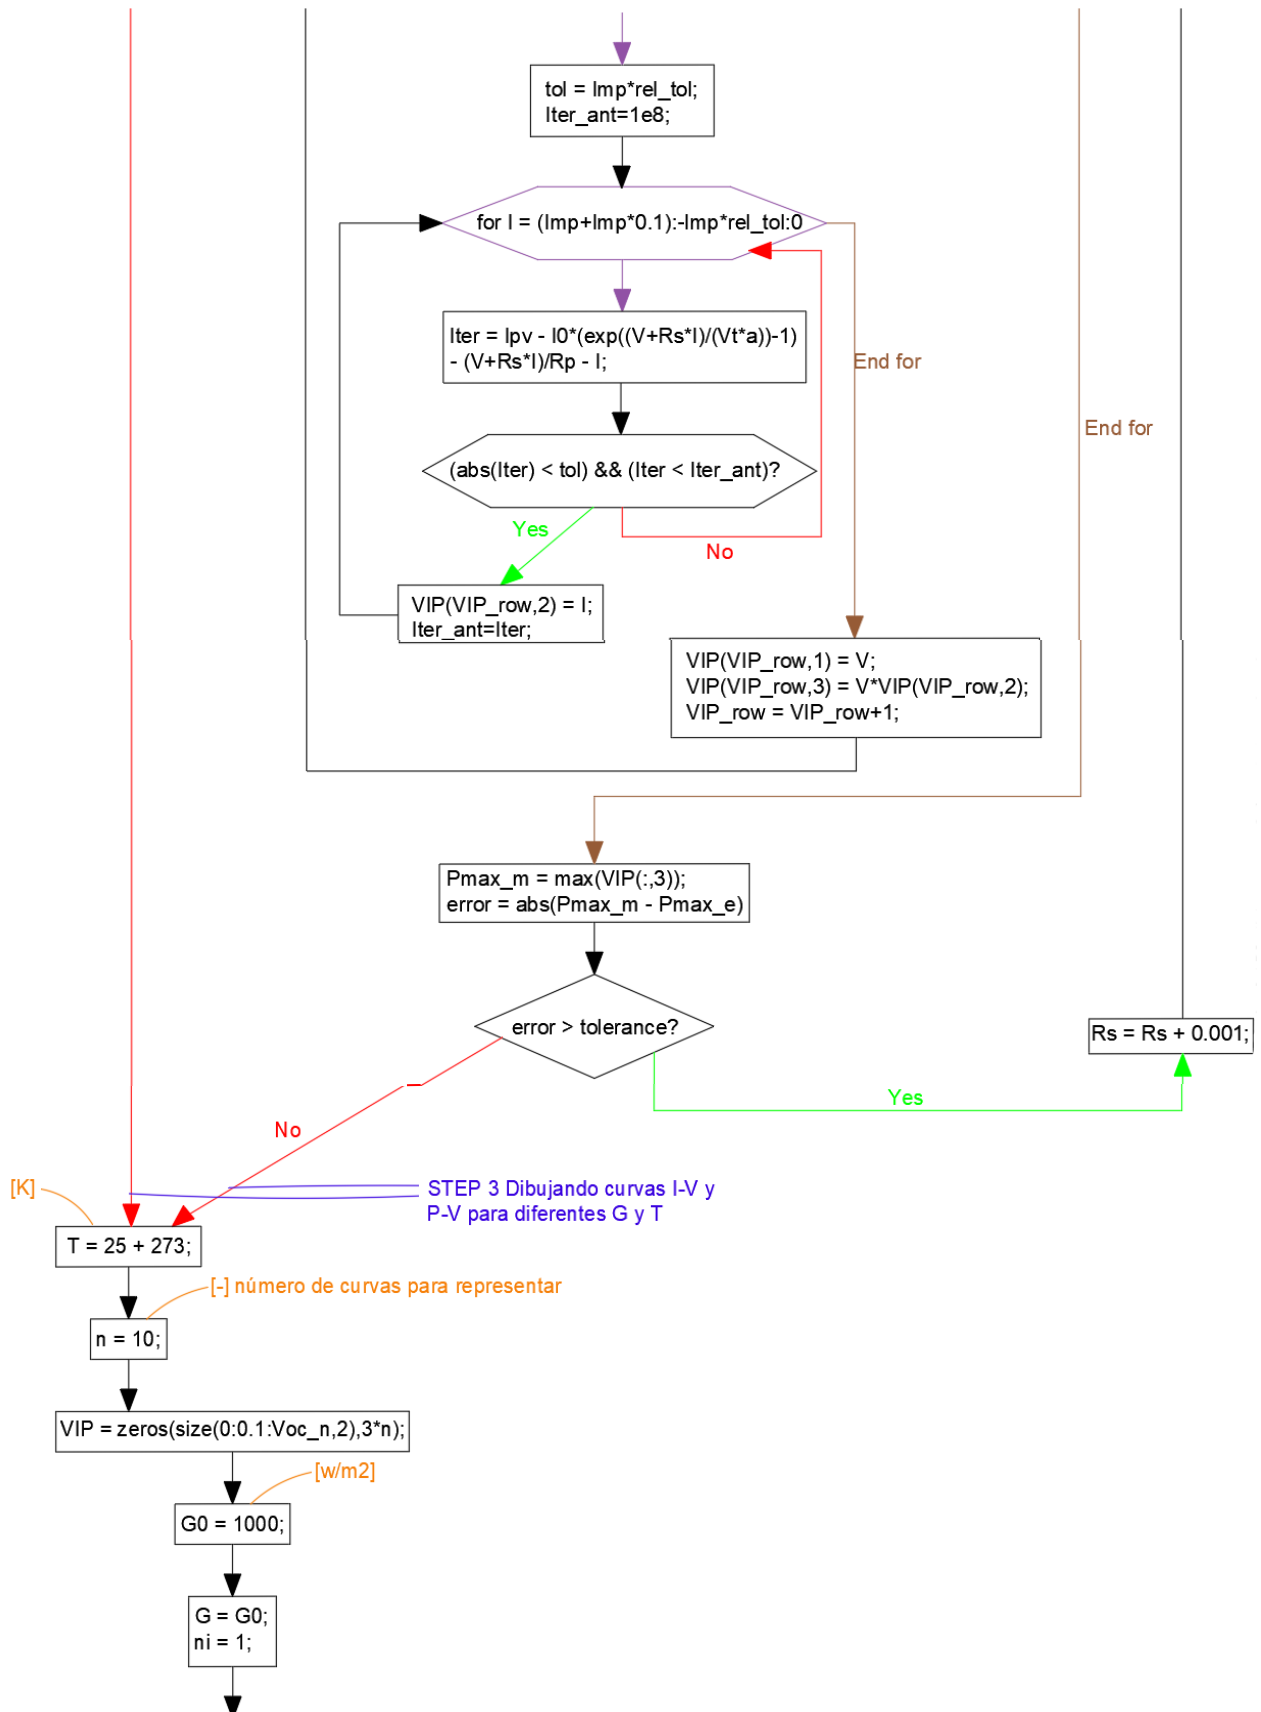 tol = Imp*rel_tol;
Iter_ant=1e8;
for I = (Imp+Imp*0.1):-Imp*rel_tol:0
Iter = Ipv - I0*(exp((V+Rs*I)/(Vt*a))-1)
- (V+Rs*I)/Rp - I;
End for
End for
(abs(Iter) < tol) && (Iter < Iter_ant)?
Yes
No
VIP(VIP_row,2) = I;
Iter_ant=Iter;
VIP(VIP_row,1) = V;
VIP(VIP_row,3) = V*VIP(VIP_row,2);
VIP_row = VIP_row+1;
Pmax_m = max(VIP(:,3));
error = abs(Pmax_m - Pmax_e)
error > tolerance?
Rs = Rs + 0.001;
Yes
No
[K]
STEP 3 Dibujando curvas I-V y
P-V para diferentes G y T
T = 25 + 273;
[-] número de curvas para representar
n = 10;
VIP = zeros(size(0:0.1:Voc_n,2),3*n);
[w/m2]
G0 = 1000;
G = G0;
ni = 1;